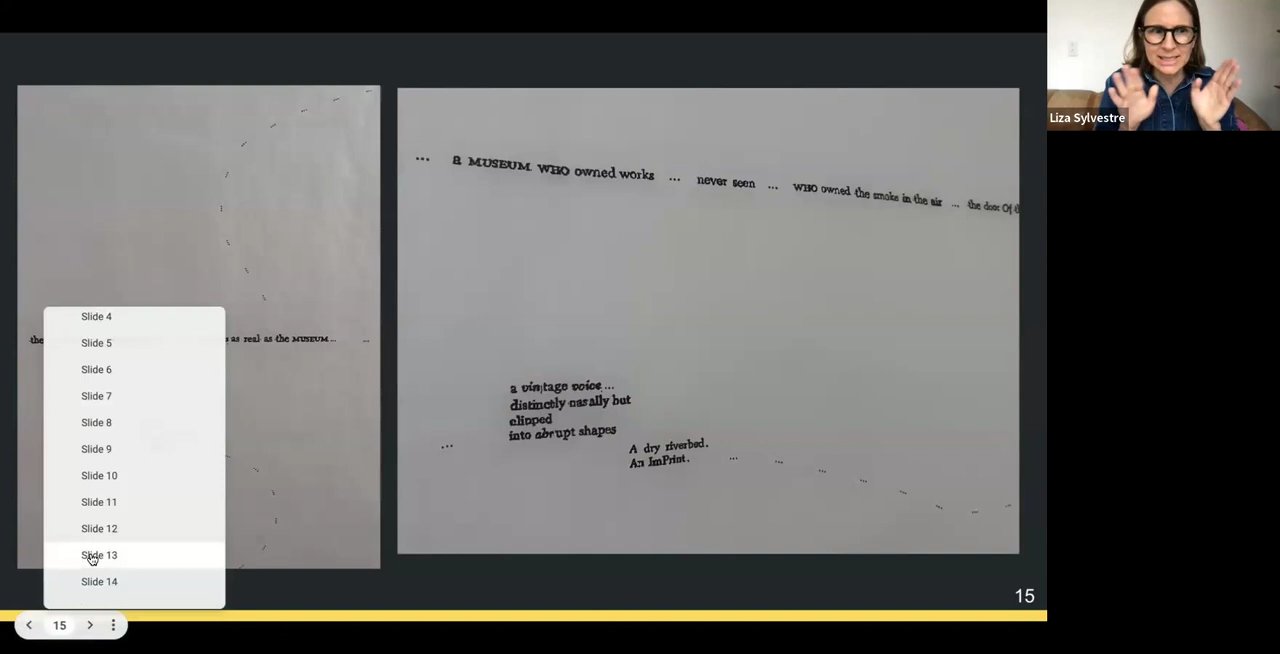 Liza Sylvestre
... a MUSEUM WHO owned works ... never seen ... WHO owned the smoke in the air ... the door Of
the
as real as the MUSEUM...
...
Slide 4
Slide 5
Slide 6
Slide 7
Slide 8
Slide 9
Slide 10
Slide 11
Slide 12
Slide 13
Slide 14
a vintage voice...
distinctly nasally but
clipped
into abrupt shapes
...
A dry riverbed.
An ImPrint. ... ... ... ... ... ... ... ...
15
15